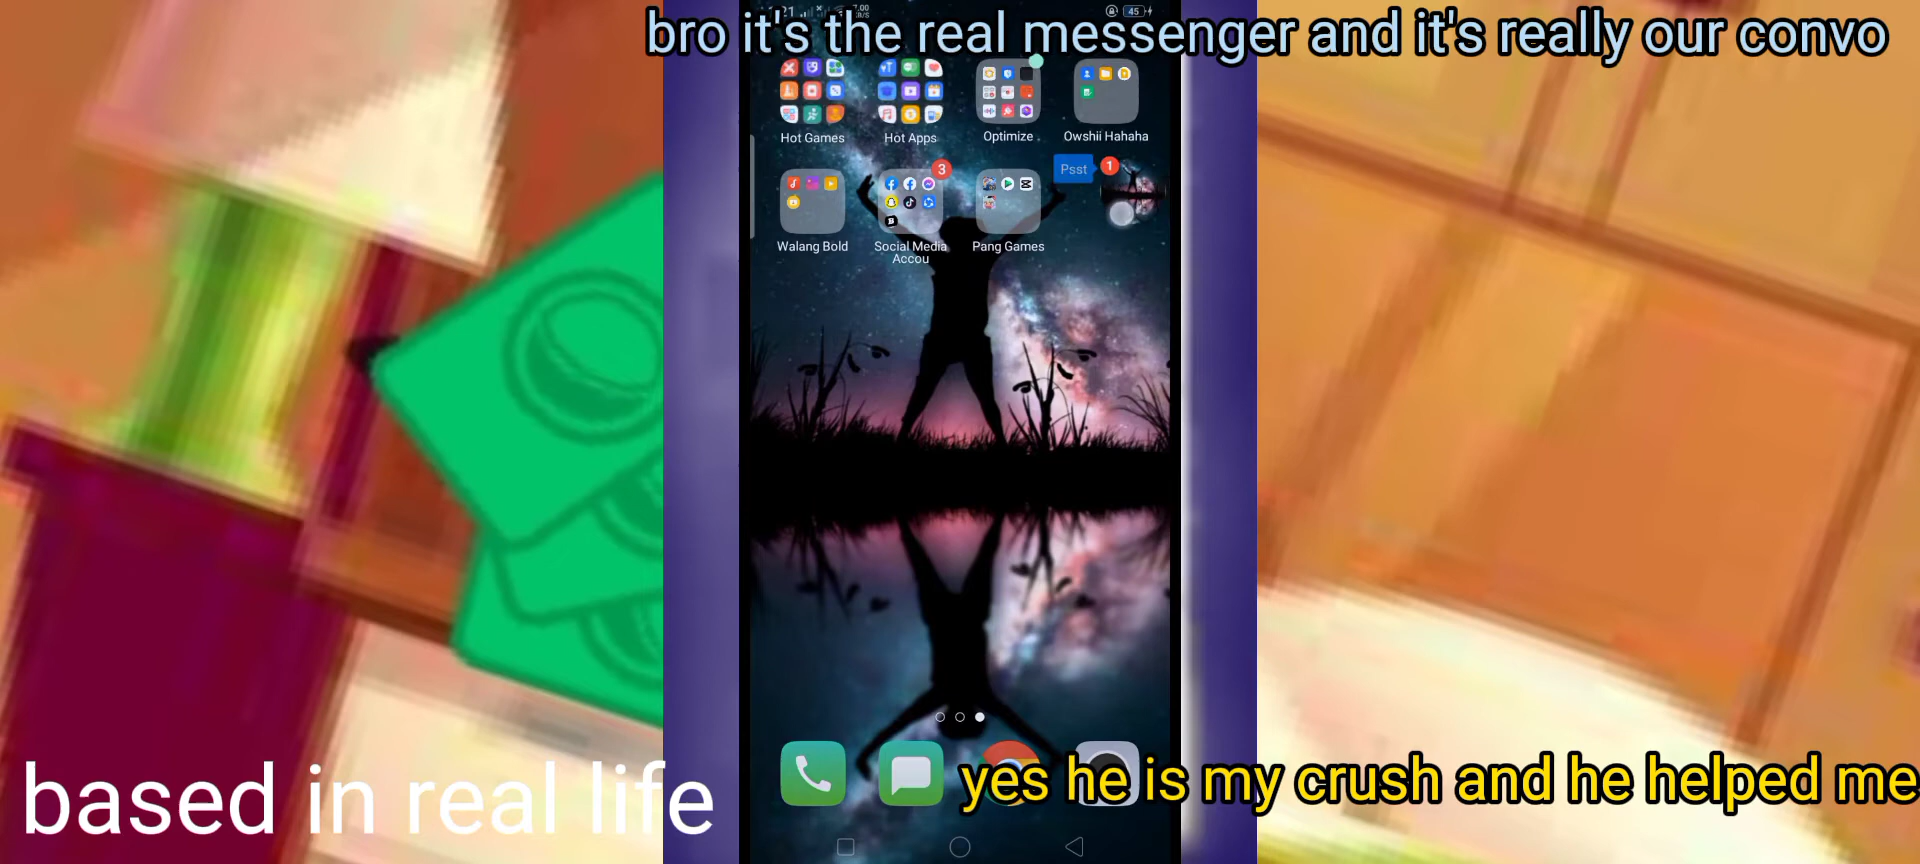 bro it's the real messenger and it's really our convo
45
Hot Games
Hot Apps
Optimize
Owshii Hahaha
3
Psst
1
Walang Bold
Social Media
Accou
Pang Games
based in real life
yes he is my crush and he helped me